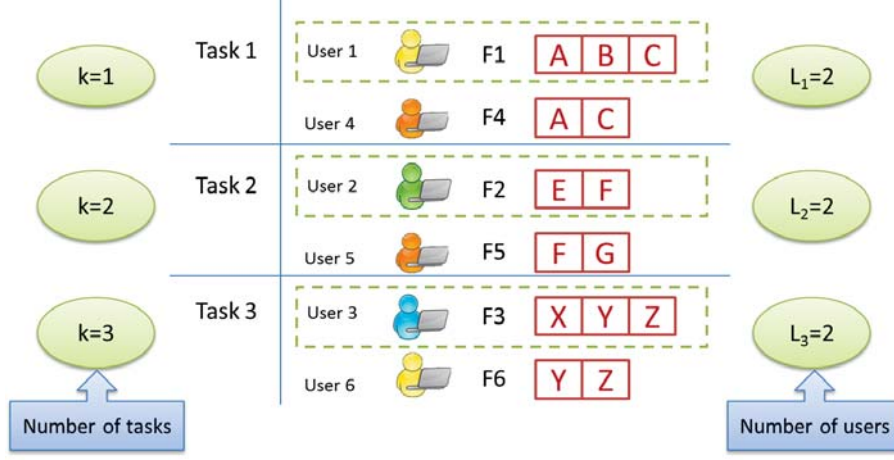 k=1
Task 1
User 1
F1
A B C
L₁=2
User 4
F4
A C
k=2
Task 2
User 2
F2
E F
L₂=2
User 5
F5
F G
k=3
Task 3
User 3
F3
X Y Z
L₃=2
User 6
F6
Y Z
Number of tasks
Number of users